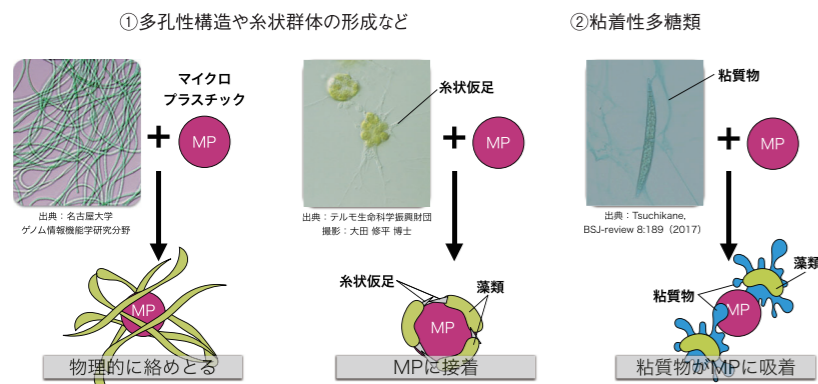 ①多孔性構造や糸状群体の形成など
②粘着性多糖類
マイクロ
プラスチック
MP
糸状仮足
MP
粘質物
MP
出典：名古屋大学
ゲノム情報機能学研究分野
出典：テルモ生命科学振興財団
撮影：大田 修平 博士
出典：Tsuchikane,
BSJ-review 8:189（2017）
MP
糸状仮足
藻類
MP
粘質物
藻類
MP
物理的に絡めとる
MPに接着
粘質物がMPに吸着